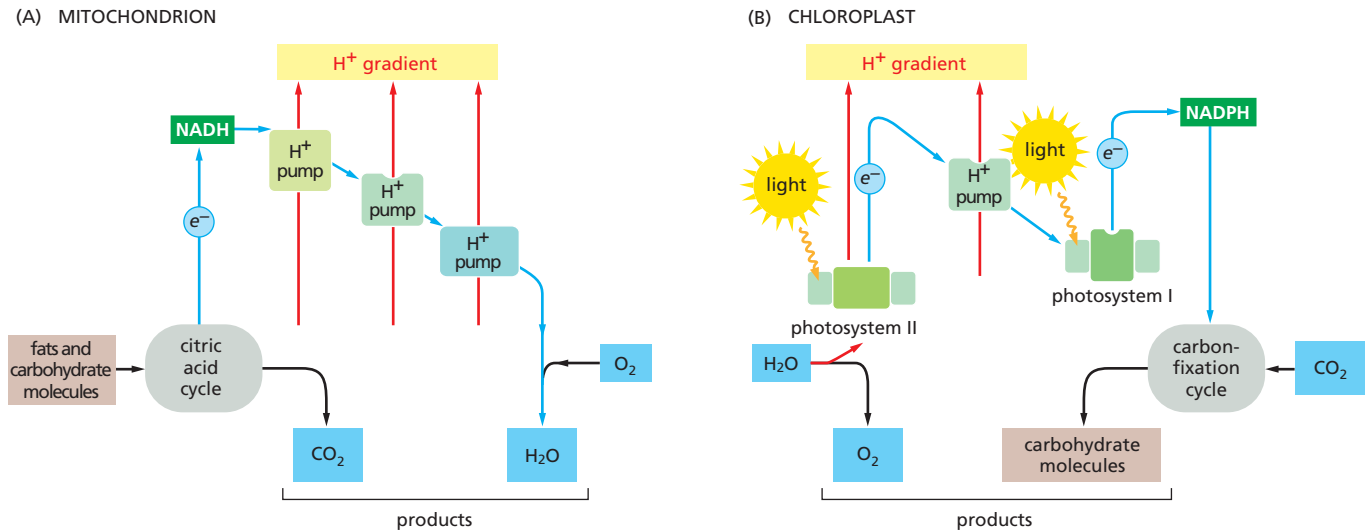 (A) MITOCHONDRION
H+ gradient
NADH
H+
pump
H+
pump
H+
pump
e–
fats and
carbohydrate
molecules
citric
acid
cycle
O2
CO2
H2O
products
(B) CHLOROPLAST
H+ gradient
NADPH
light
e–
H+
pump
light
e–
photosystem II
photosystem I
H2O
carbon-
fixation
cycle
CO2
O2
carbohydrate
molecules
products